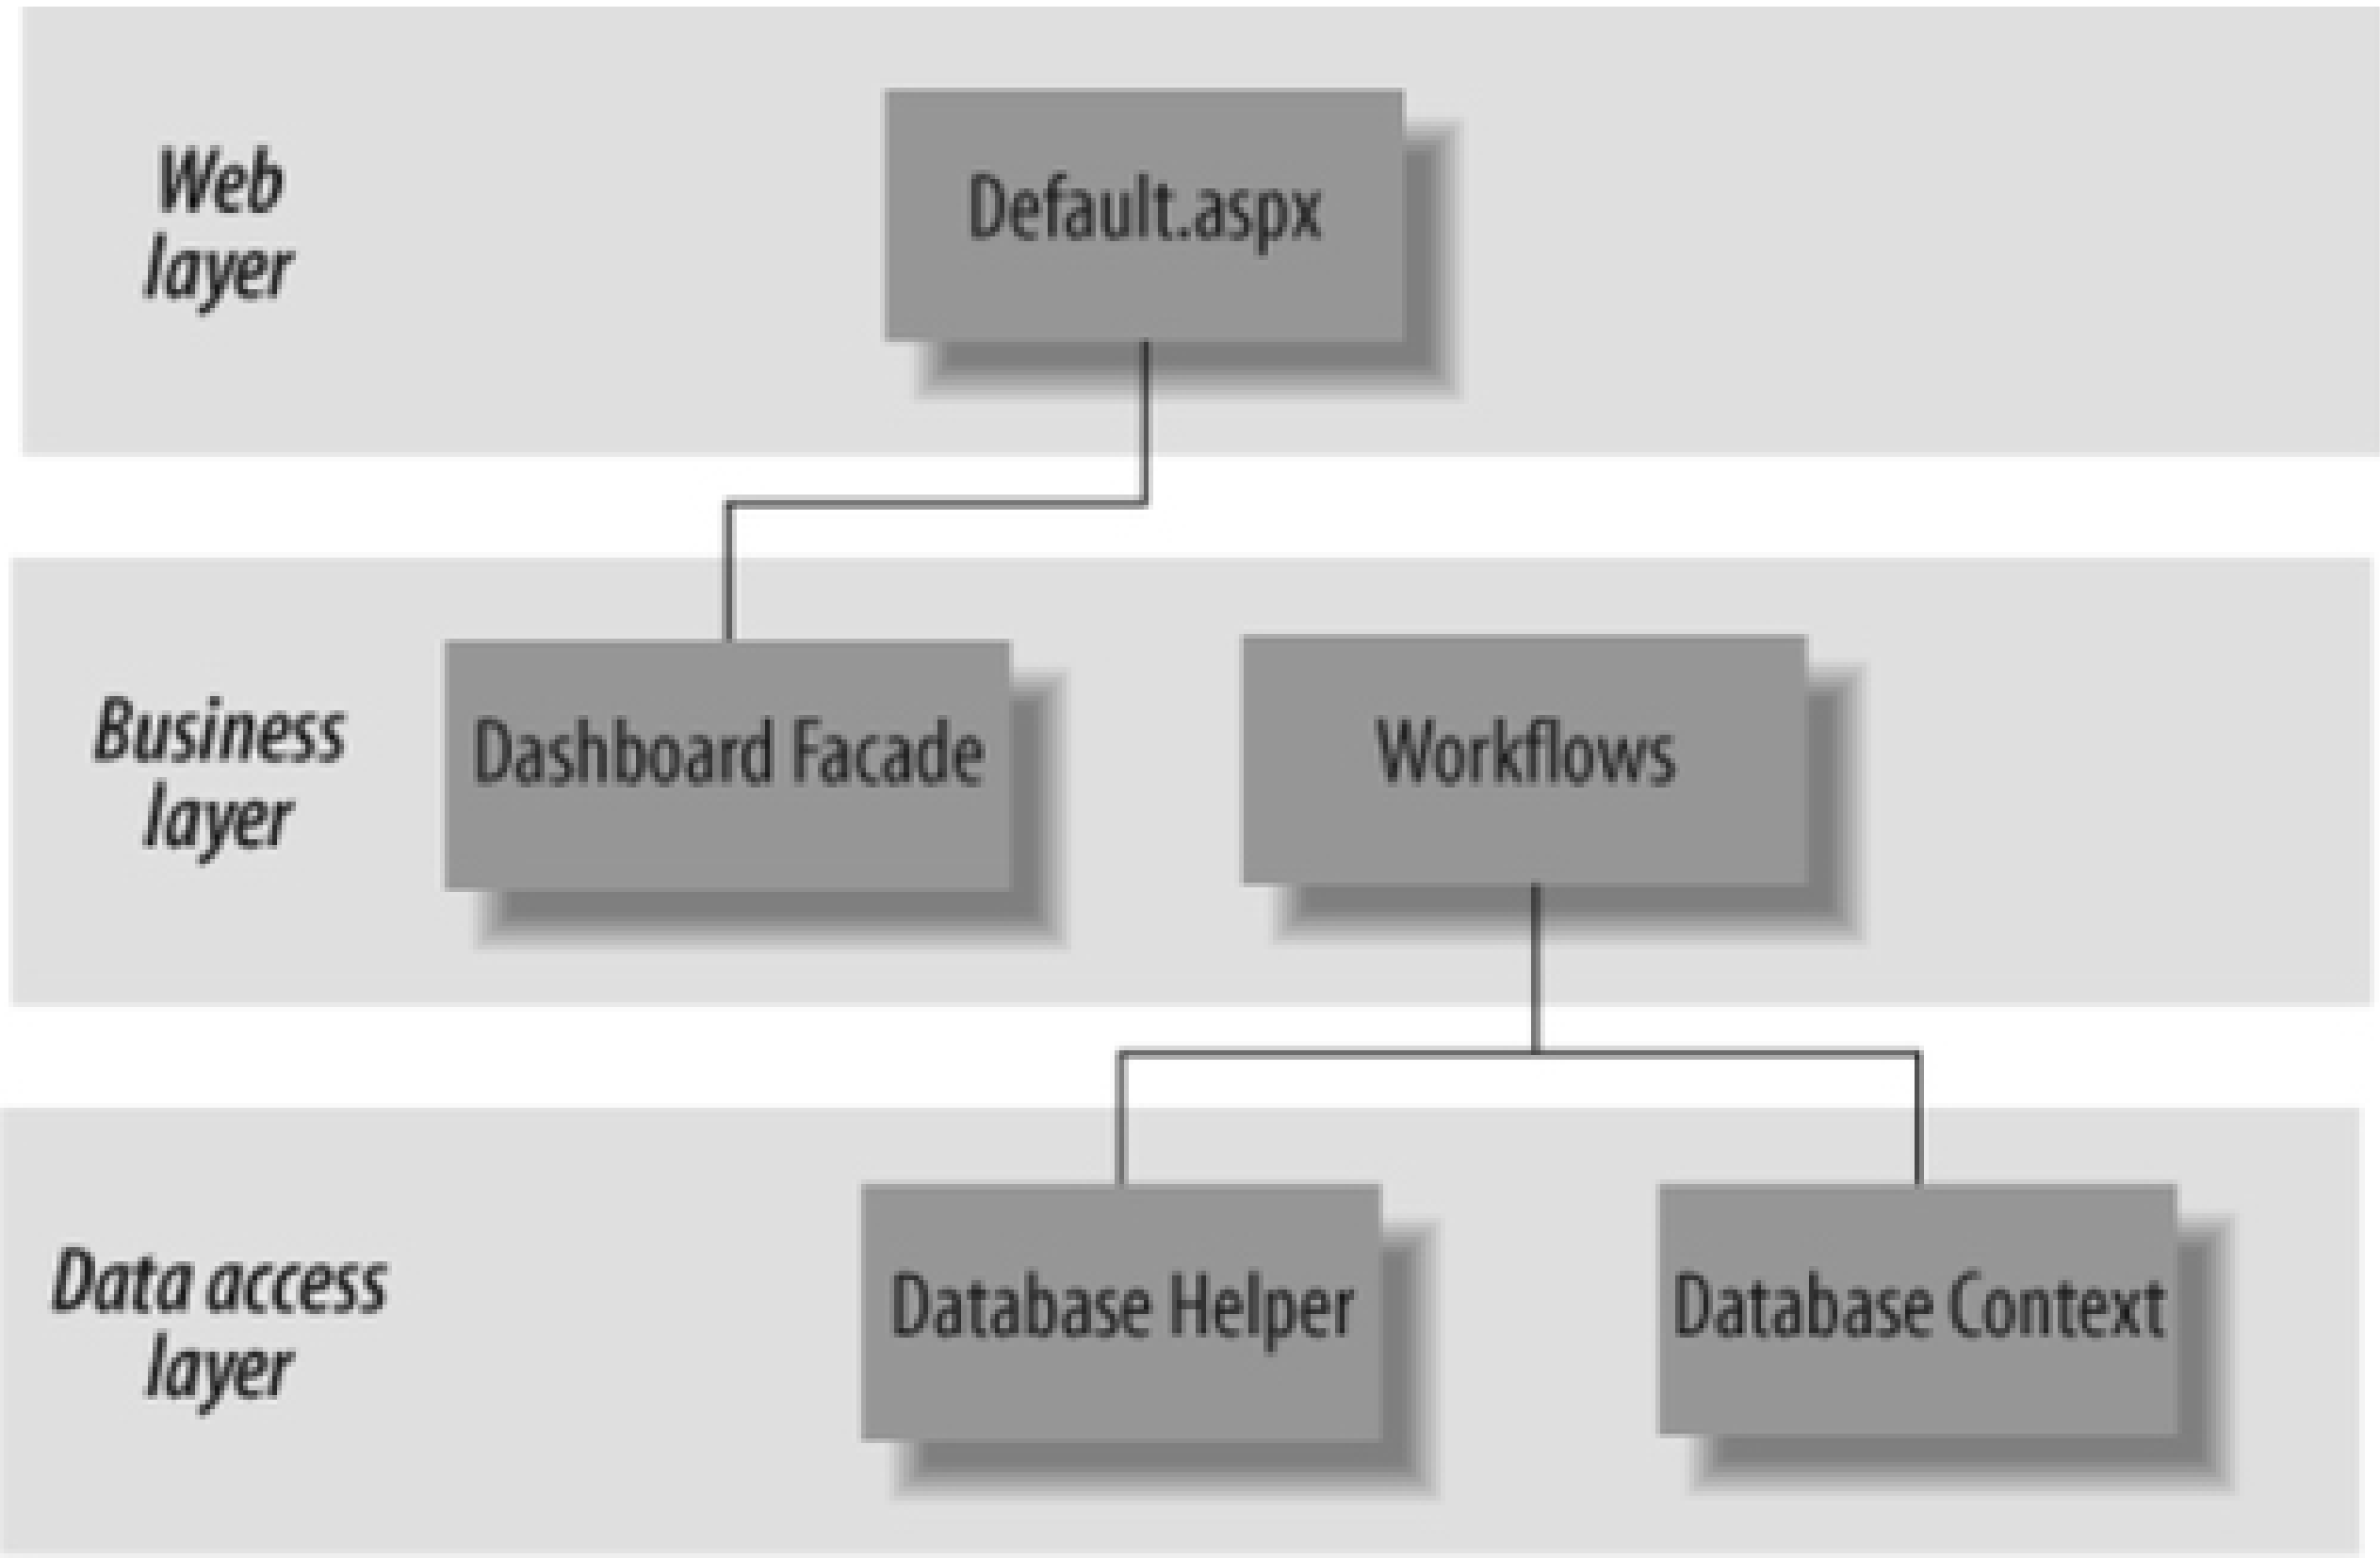 Web
layer
Default.aspx
Business
layer
Dashboard Facade
Workflows
Data access
layer
Database Helper
Database Context